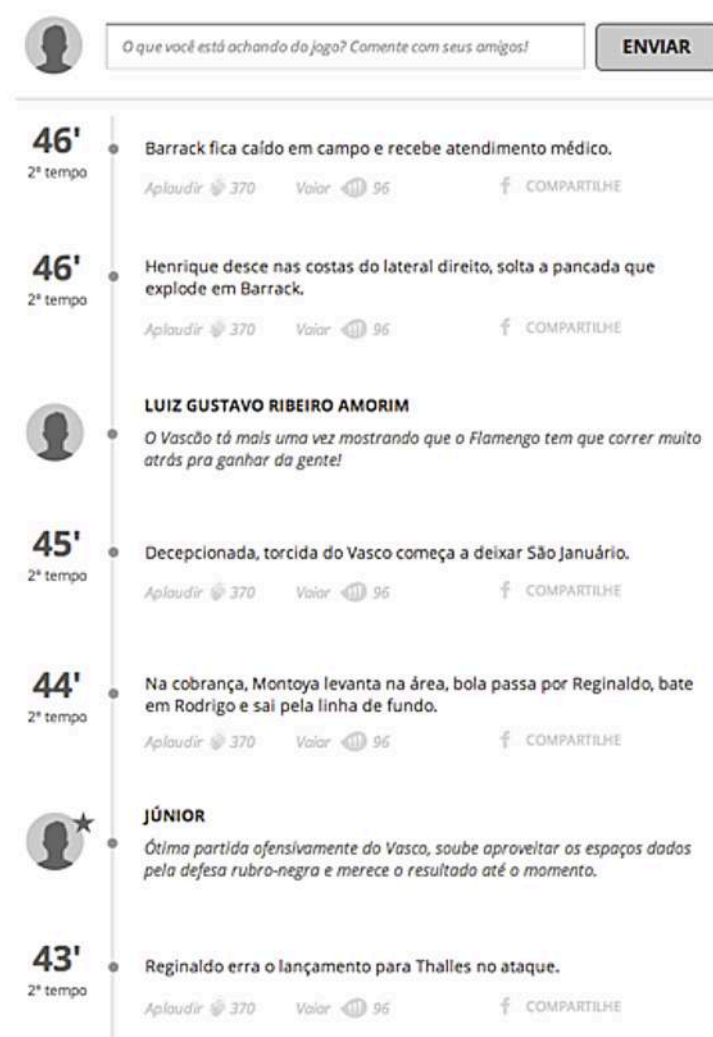 O que você está achando do jogo? Comente com seus amigos!
ENVIAR
46'
2º tempo
Barrack fica caído em campo e recebe atendimento médico.
Aplaudir 370 Vaiar 96 COMPARTILHE
46'
2º tempo
Henrique desce nas costas do lateral direito, solta a pancada que
explode em Barrack.
Aplaudir 370 Vaiar 96 COMPARTILHE
LUIZ GUSTAVO RIBEIRO AMORIM
O Vascão tá mais uma vez mostrando que o Flamengo tem que correr muito
atrás pra ganhar da gente!
45'
2º tempo
Decepcionada, torcida do Vasco começa a deixar São Januário.
Aplaudir 370 Vaiar 96 COMPARTILHE
44'
2º tempo
Na cobrança, Montoya levanta na área, bola passa por Reginaldo, bate
em Rodrigo e sai pela linha de fundo.
Aplaudir 370 Vaiar 96 COMPARTILHE
JÚNIOR
Ótima partida ofensivamente do Vasco, soube aproveitar os espaços dados
pela defesa rubro-negra e merece o resultado até o momento.
43'
2º tempo
Reginaldo erra o lançamento para Thalles no ataque.
Aplaudir 370 Vaiar 96 COMPARTILHE